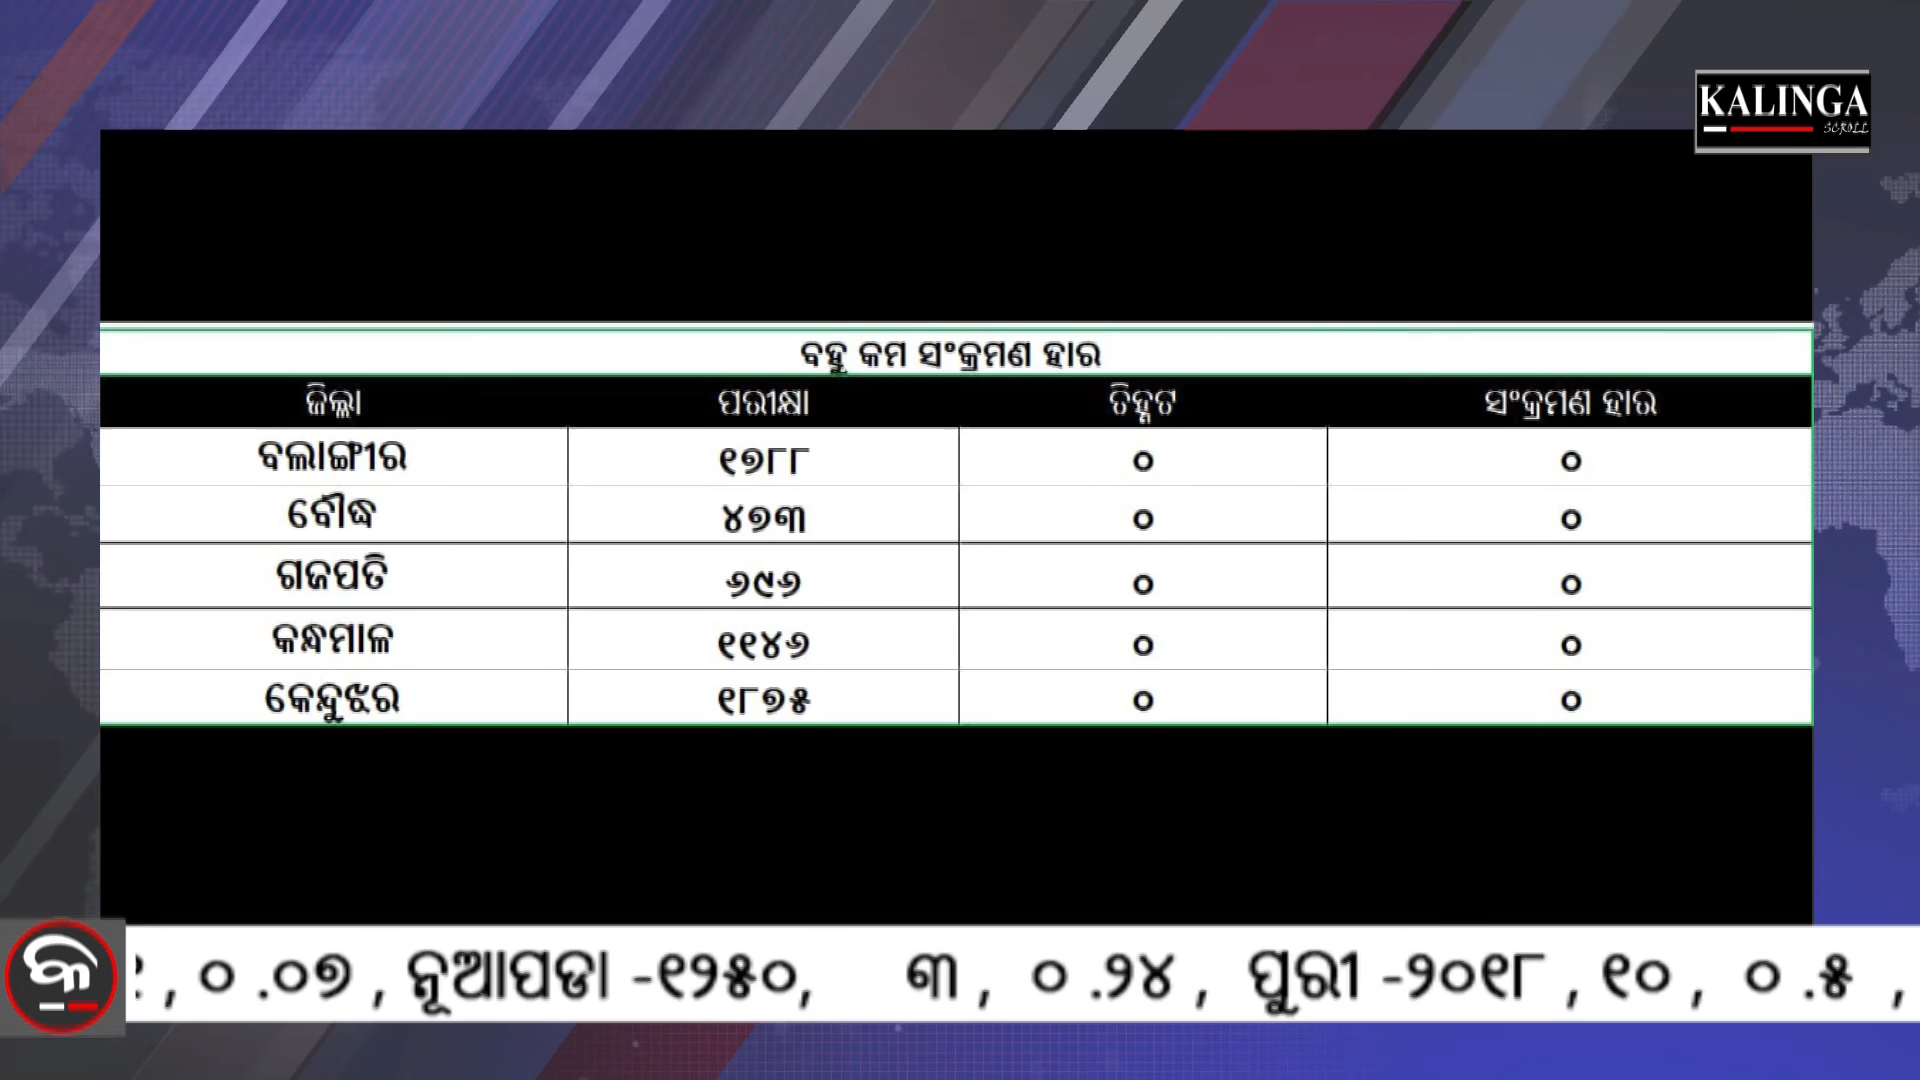 KALINGA
SCROLL
ବହୁ କମ ସଂକ୍ରମଣ ହାର
ଜିଲ୍ଲା ପରୀକ୍ଷା ଚିହ୍ନଟ ସଂକ୍ରମଣ ହାର
ବଲାଙ୍ଗୀର ୧୭୮୮ ୦ ୦
ବୌଦ୍ଧ ୪୭୩ ୦ ୦
ଗଜପତି ୬୯୬ ୦ ୦
କନ୍ଧମାଳ ୧୧୪୬ ୦ ୦
କେନ୍ଦୁଝର ୧୮୭୫ ୦ ୦
କ , ୦ .୦୭ , ନୂଆପଡା -୧୨୫୦, ୩ , ୦ .୨୪ , ପୁରୀ -୨୦୧୮ , ୧୦ , ୦ .୫ ,